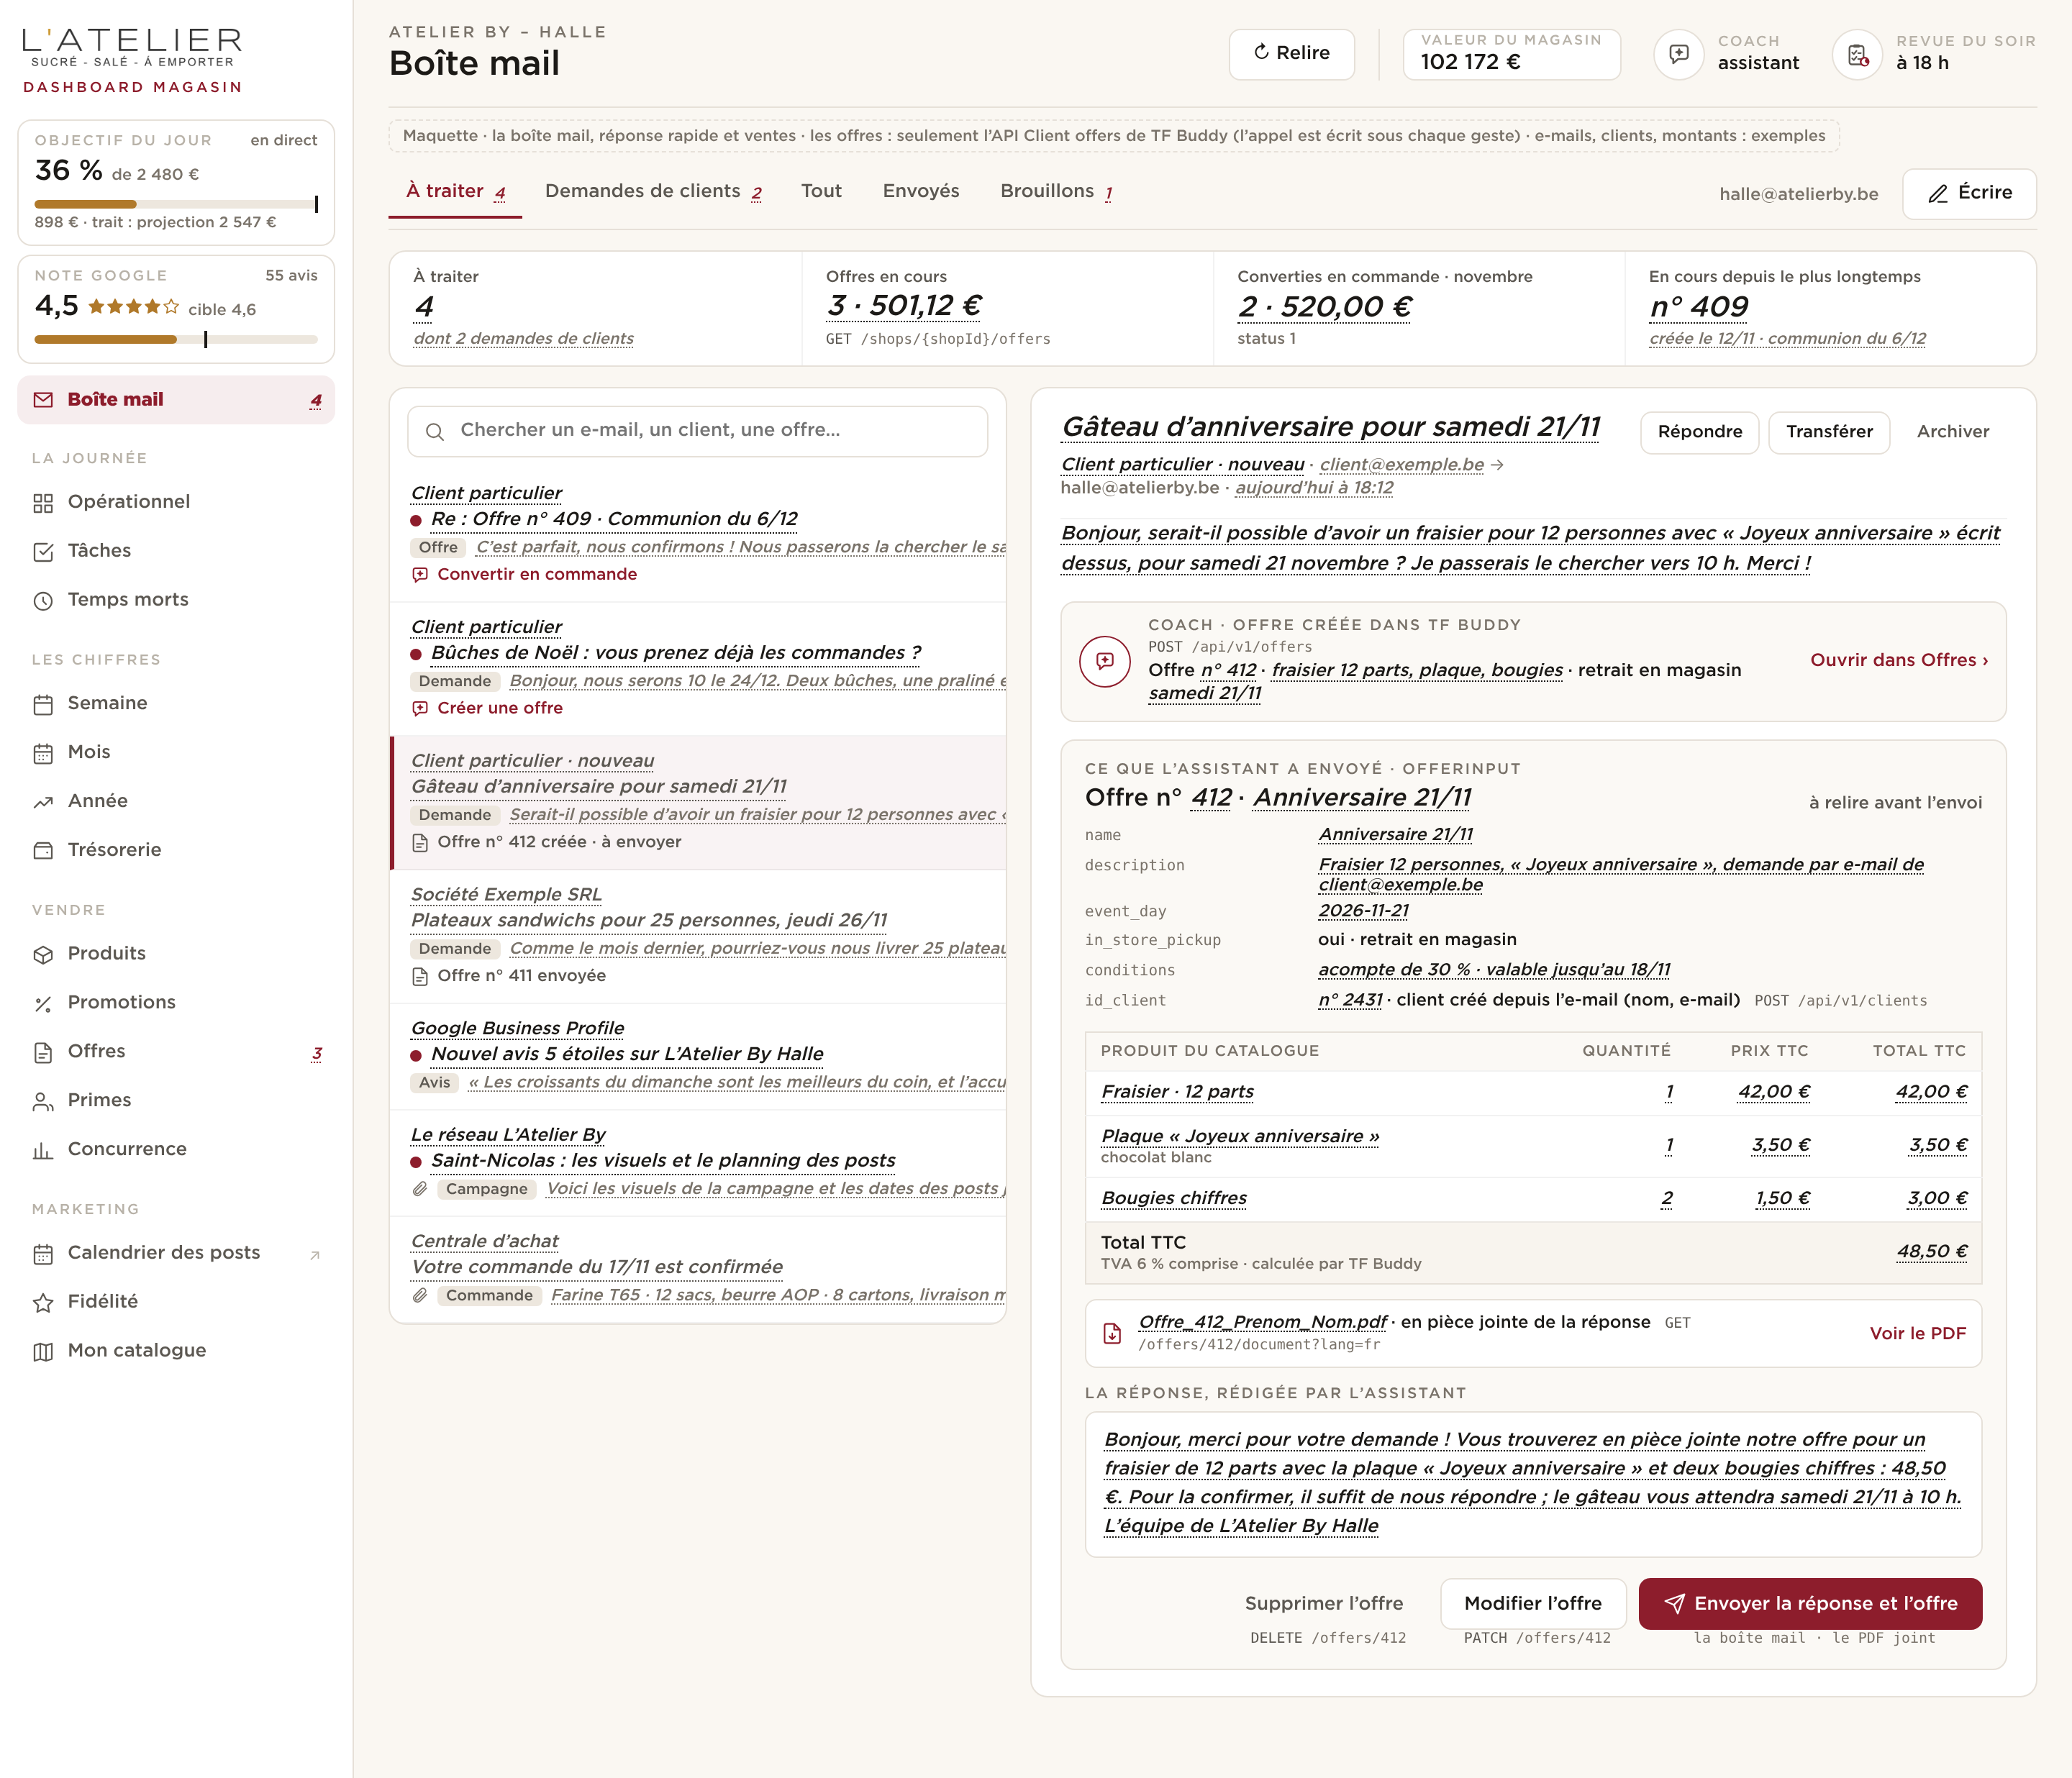 L'ATELIER
SUCRÉ - SALÉ - À EMPORTER
DASHBOARD MAGASIN
OBJECTIF DU JOUR en direct
36 % de 2 480 €
898 € · trait : projection 2 547 €
NOTE GOOGLE 55 avis
4,5 cible 4,6
Boîte mail 4
LA JOURNÉE
Opérationnel
Tâches
Temps morts
LES CHIFFRES
Semaine
Mois
Année
Trésorerie
VENDRE
Produits
Promotions
Offres 3
Primes
Concurrence
MARKETING
Calendrier des posts
Fidélité
Mon catalogue
ATELIER BY – HALLE
Boîte mail
Relire
VALEUR DU MAGASIN
102 172 €
COACH
assistant
REVUE DU SOIR
à 18 h
Maquette · la boîte mail, réponse rapide et ventes · les offres : seulement l’API Client offers de TF Buddy (l’appel est écrit sous chaque geste) · e-mails, clients, montants : exemples
À traiter 4 Demandes de clients 2 Tout Envoyés Brouillons 1
halle@atelierby.be Écrire
À traiter
4
dont 2 demandes de clients
Offres en cours
3 · 501,12 €
GET /shops/{shopId}/offers
Converties en commande · novembre
2 · 520,00 €
status 1
En cours depuis le plus longtemps
n° 409
créée le 12/11 · communion du 6/12
Chercher un e-mail, un client, une offre…
Client particulier
Re : Offre n° 409 · Communion du 6/12
Offre C’est parfait, nous confirmons ! Nous passerons la chercher le
Convertir en commande
Client particulier
Bûches de Noël : vous prenez déjà les commandes ?
Demande Bonjour, nous serons 10 le 24/12. Deux bûches, une praliné
Créer une offre
Client particulier · nouveau
Gâteau d’anniversaire pour samedi 21/11
Demande Serait-il possible d’avoir un fraisier pour 12 personnes avec
Offre n° 412 créée · à envoyer
Société Exemple SRL
Plateaux sandwichs pour 25 personnes, jeudi 26/11
Demande Comme le mois dernier, pourriez-vous nous livrer 25 plateau
Offre n° 411 envoyée
Google Business Profile
Nouvel avis 5 étoiles sur L’Atelier By Halle
Avis « Les croissants du dimanche sont les meilleurs du coin, et l’accu
Le réseau L’Atelier By
Saint-Nicolas : les visuels et le planning des posts
Campagne Voici les visuels de la campagne et les dates des posts
Centrale d’achat
Votre commande du 17/11 est confirmée
Commande Farine T65 · 12 sacs, beurre AOP · 8 cartons, livraison
Gâteau d’anniversaire pour samedi 21/11
Répondre Transférer Archiver
Client particulier · nouveau · client@exemple.be →
halle@atelierby.be · aujourd’hui à 18:12
Bonjour, serait-il possible d’avoir un fraisier pour 12 personnes avec « Joyeux anniversaire » écrit
dessus, pour samedi 21 novembre ? Je passerais le chercher vers 10 h. Merci !
COACH · OFFRE CRÉÉE DANS TF BUDDY
POST /api/v1/offers
Offre n° 412 · fraisier 12 parts, plaque, bougies · retrait en magasin
samedi 21/11
Ouvrir dans Offres ›
CE QUE L’ASSISTANT A ENVOYÉ · OFFERINPUT
Offre n° 412 · Anniversaire 21/11
à relire avant l’envoi
name Anniversaire 21/11
description Fraisier 12 personnes, « Joyeux anniversaire », demande par e-mail de
client@exemple.be
event_day 2026-11-21
in_store_pickup oui · retrait en magasin
conditions acompte de 30 % · valable jusqu’au 18/11
id_client n° 2431 · client créé depuis l’e-mail (nom, e-mail) POST /api/v1/clients
PRODUIT DU CATALOGUE QUANTITÉ PRIX TTC TOTAL TTC
Fraisier · 12 parts 1 42,00 € 42,00 €
Plaque « Joyeux anniversaire » 1 3,50 € 3,50 €
chocolat blanc
Bougies chiffres 2 1,50 € 3,00 €
Total TTC 48,50 €
TVA 6 % comprise · calculée par TF Buddy
Offre_412_Prenom_Nom.pdf · en pièce jointe de la réponse GET
/offers/412/document?lang=fr
Voir le PDF
LA RÉPONSE, RÉDIGÉE PAR L’ASSISTANT
Bonjour, merci pour votre demande ! Vous trouverez en pièce jointe notre offre pour un
fraisier de 12 parts avec la plaque « Joyeux anniversaire » et deux bougies chiffres : 48,50
€. Pour la confirmer, il suffit de nous répondre ; le gâteau vous attendra samedi 21/11 à 10 h.
L’équipe de L’Atelier By Halle
Supprimer l’offre Modifier l’offre Envoyer la réponse et l’offre
DELETE /offers/412 PATCH /offers/412 la boîte mail · le PDF joint